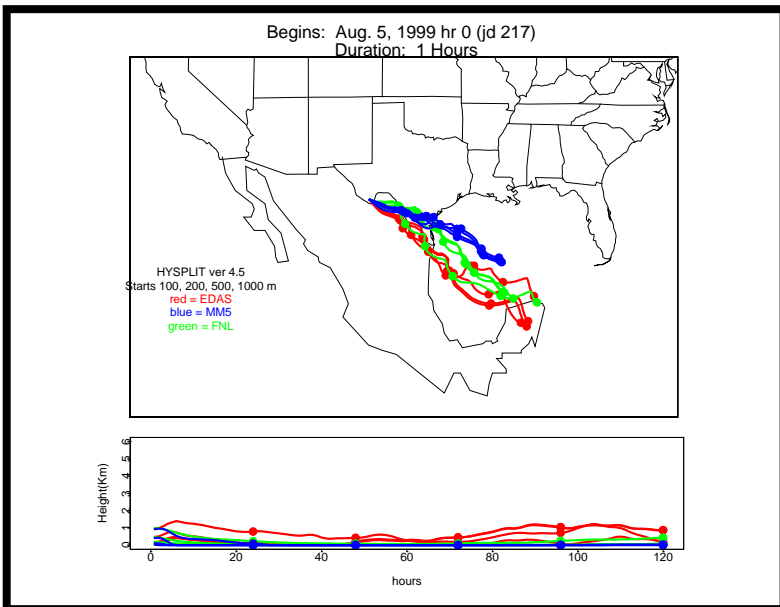 Begins:  Aug. 5, 1999 hr 0 (jd 217)
Duration:  1 Hours
HYSPLIT ver 4.5
Starts 100, 200, 500, 1000 m
red = EDAS
blue = MM5
green = FNL
Height(Km)
6
5
4
3
2
1
0
0 20 40 60 80 100 120
hours